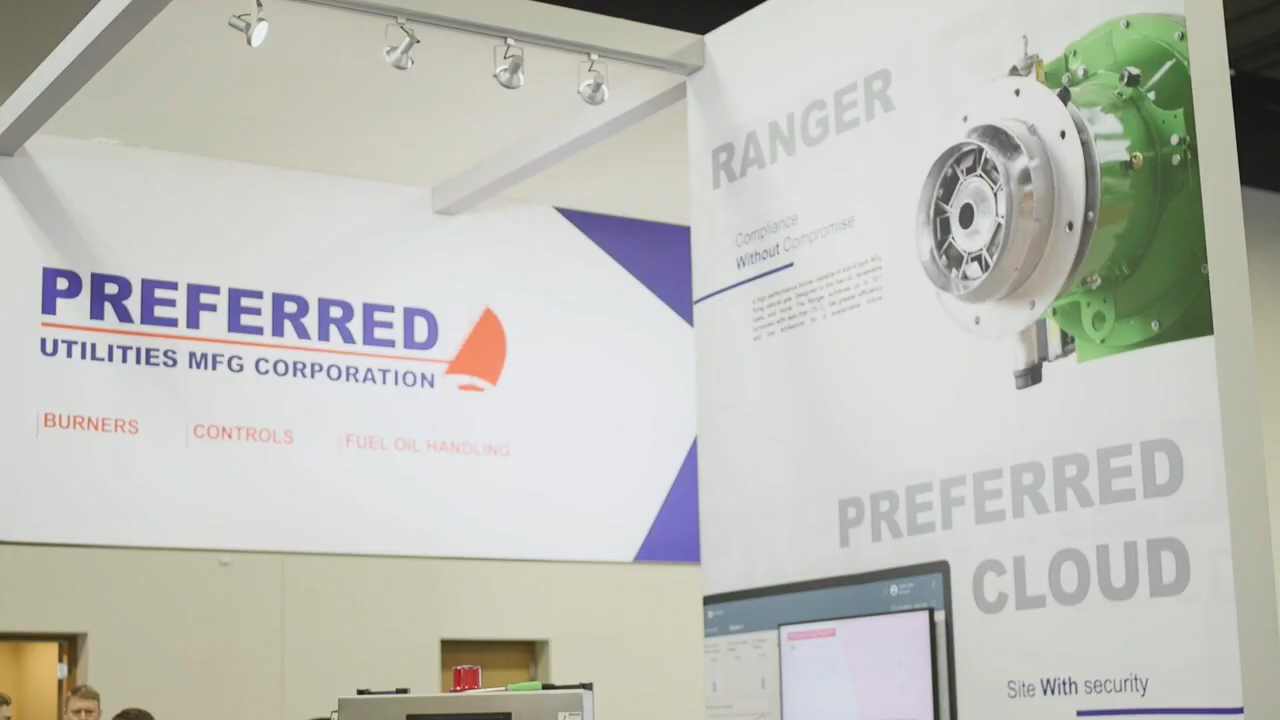 PREFERRED
UTILITIES MFG CORPORATION
BURNERS
CONTROLS
FUEL OIL HANDLING
RANGER
Compliance
Without Compromise
PREFERRED
CLOUD
Site With security